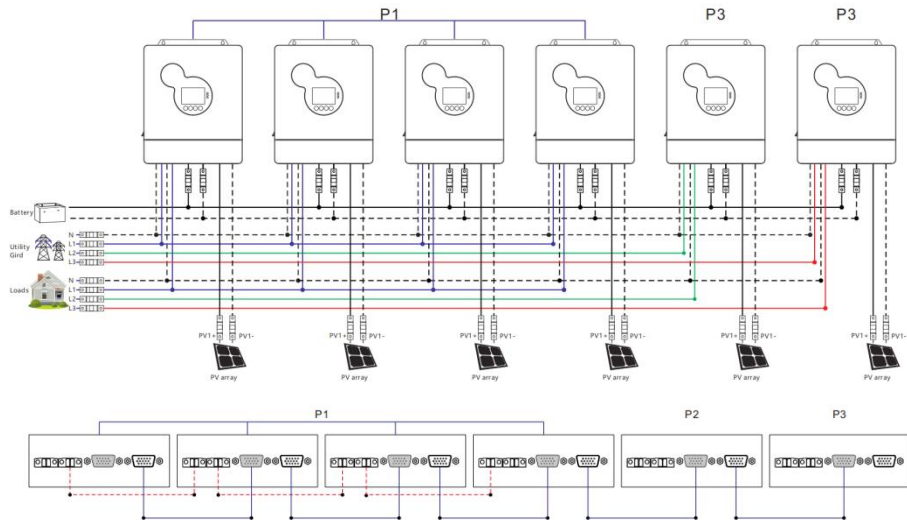 P1 P3 P3
Battery
Utility
Gird
N
L1
L2
L3
Loads
N
L1
L2
L3
PV1+ PV1- PV1+ PV1- PV1+ PV1- PV1+ PV1- PV1+ PV1- PV1+ PV1-
PV array PV array PV array PV array PV array PV array
P1 P2 P3